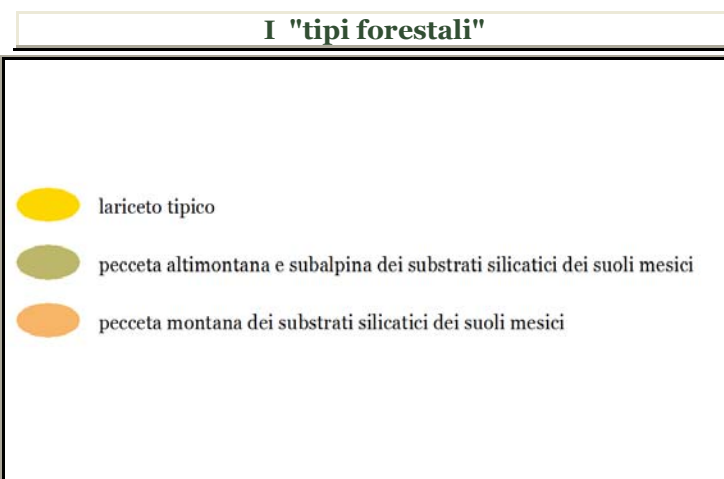 I "tipi forestali"
lariceto tipico
pecceta altimontana e subalpina dei substrati silicatici dei suoli mesici
pecceta montana dei substrati silicatici dei suoli mesici